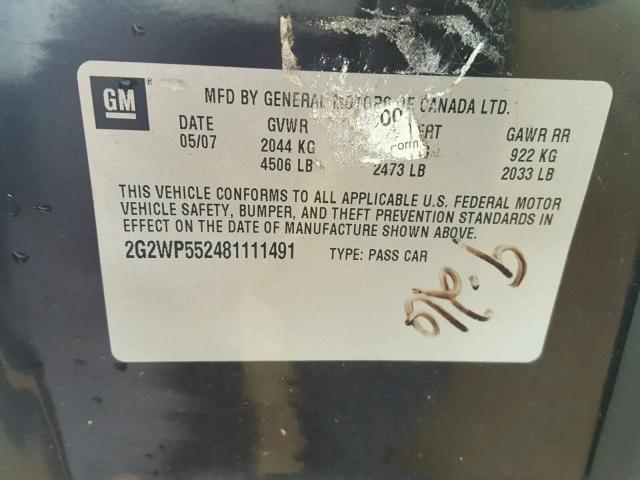 GM
MFD BY GENERAL MOTORS OF CANADA LTD.
DATE GVWR GAWR RR
05/07 2044 KG 922 KG
4506 LB 2473 LB 2033 LB
THIS VEHICLE CONFORMS TO ALL APPLICABLE U.S. FEDERAL MOTOR
VEHICLE SAFETY, BUMPER, AND THEFT PREVENTION STANDARDS IN
EFFECT ON THE DATE OF MANUFACTURE SHOWN ABOVE.
2G2WP552481111491 TYPE: PASS CAR